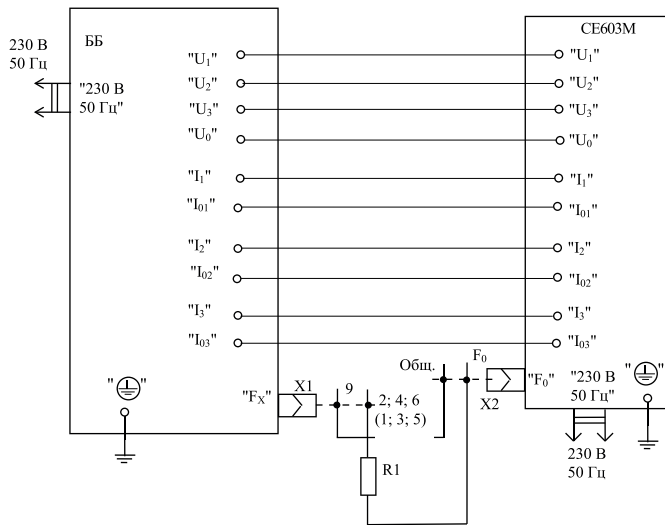 ББ
СЕ603М
230 В
50 Гц
"230 В
50 Гц"
"U₁" "U₁"
"U₂" "U₂"
"U₃" "U₃"
"U₀" "U₀"
"I₁" "I₁"
"I₀₁" "I₀₁"
"I₂" "I₂"
"I₀₂" "I₀₂"
"I₃" "I₃"
"I₀₃" "I₀₃"
" "
"Fₓ"
X1
9
2; 4; 6
(1; 3; 5)
R1
Общ.
F₀
X2
"F₀"
"230 В
50 Гц"
" "
230 В
50 Гц